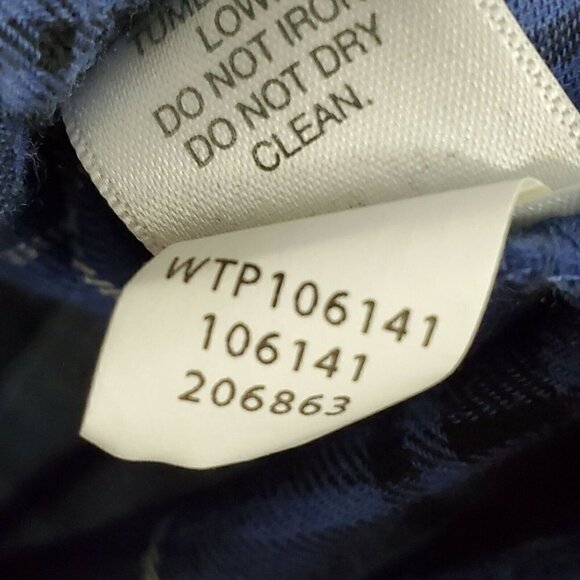 LOW
DO NOT IRON
DO NOT DRY
CLEAN.
WTP106141
106141
206863